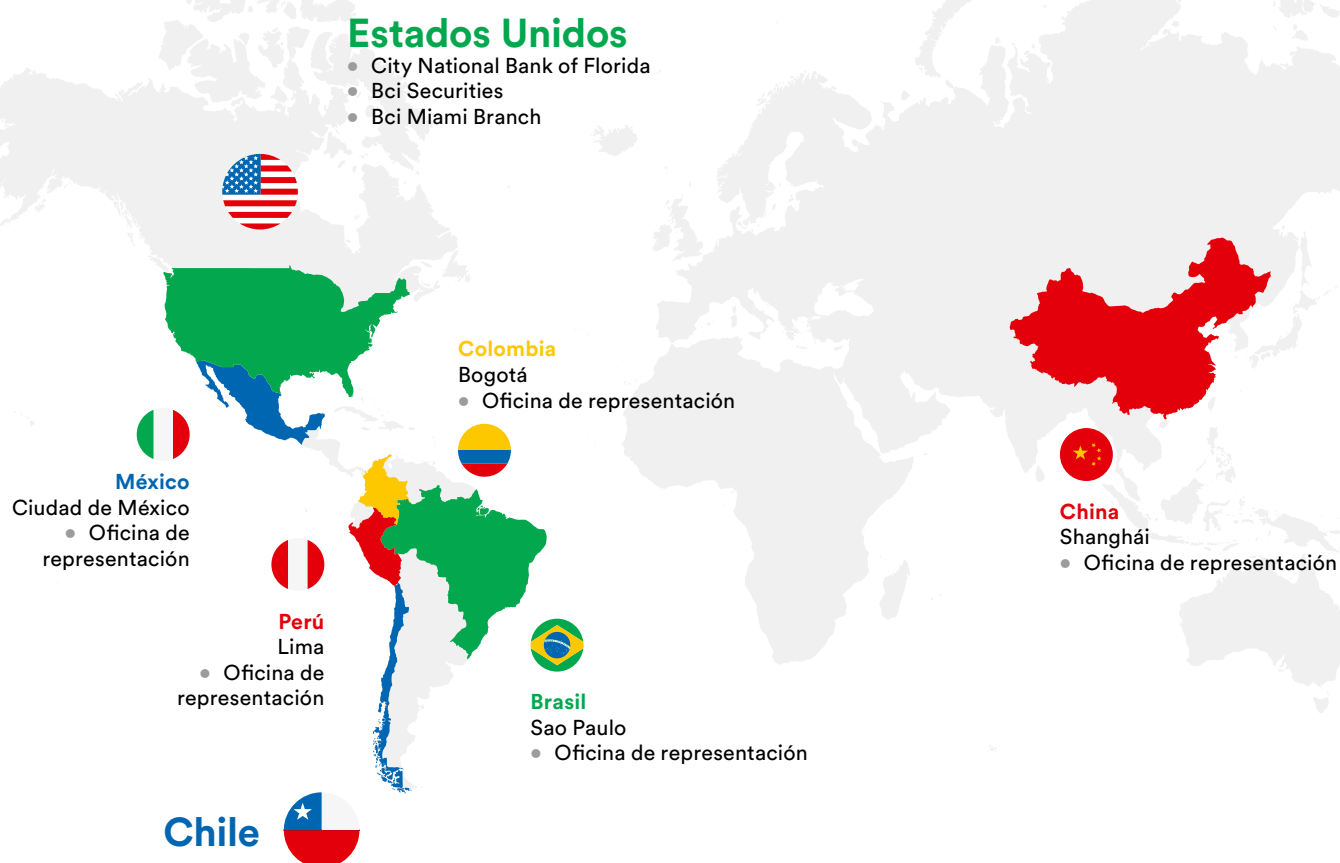 Estados Unidos
• City National Bank of Florida
• Bci Securities
• Bci Miami Branch
Colombia
Bogotá
• Oficina de representación
México
Ciudad de México
• Oficina de
representación
China
Shanghái
• Oficina de representación
Perú
Lima
• Oficina de
representación
Brasil
Sao Paulo
• Oficina de representación
Chile